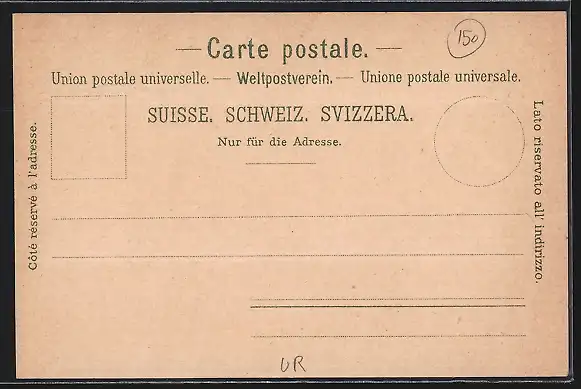 — Carte postale. —
150
Union postale universelle. — Weltpostverein. — Unione postale universale.
SUISSE. SCHWEIZ. SVIZZERA.
Nur für die Adresse.
Côté réservé à l'adresse.
Lato riservato all' indirizzo.
UR